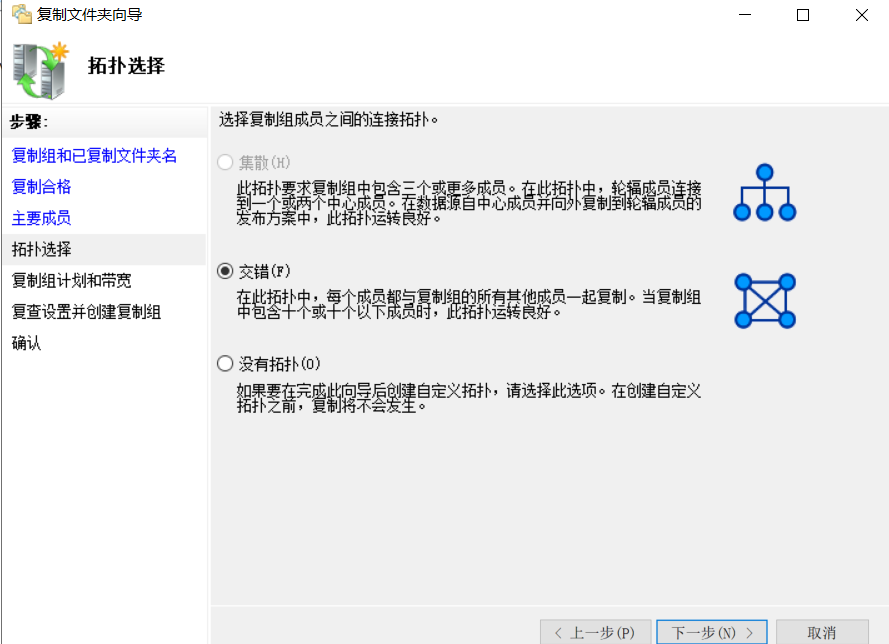 复制文件夹向导
拓扑选择
步骤:
复制组和已复制文件夹名
复制合格
主要成员
拓扑选择
复制组计划和带宽
复查设置并创建复制组
确认
选择复制组成员之间的连接拓扑。
集散(H)
此拓扑要求复制组中包含三个或更多成员。在此拓扑中，轮辐成员连接
到一个或两个中心成员。在数据源自中心成员并向外复制到轮辐成员的
发布方案中，此拓扑运转良好。
交错(F)
在此拓扑中，每个成员都与复制组的所有其他成员一起复制。当复制组
中包含十个或十个以下成员时，此拓扑运转良好。
没有拓扑(O)
如果要在完成此向导后创建自定义拓扑，请选择此选项。在创建自定义
拓扑之前，复制将不会发生。
< 上一步(P)
下一步(N) >
取消